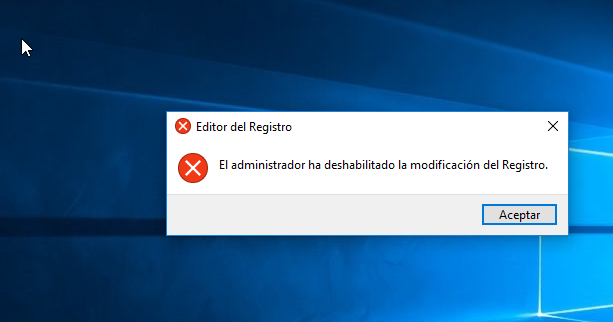 Editor del Registro
El administrador ha deshabilitado la modificación del Registro.
Aceptar